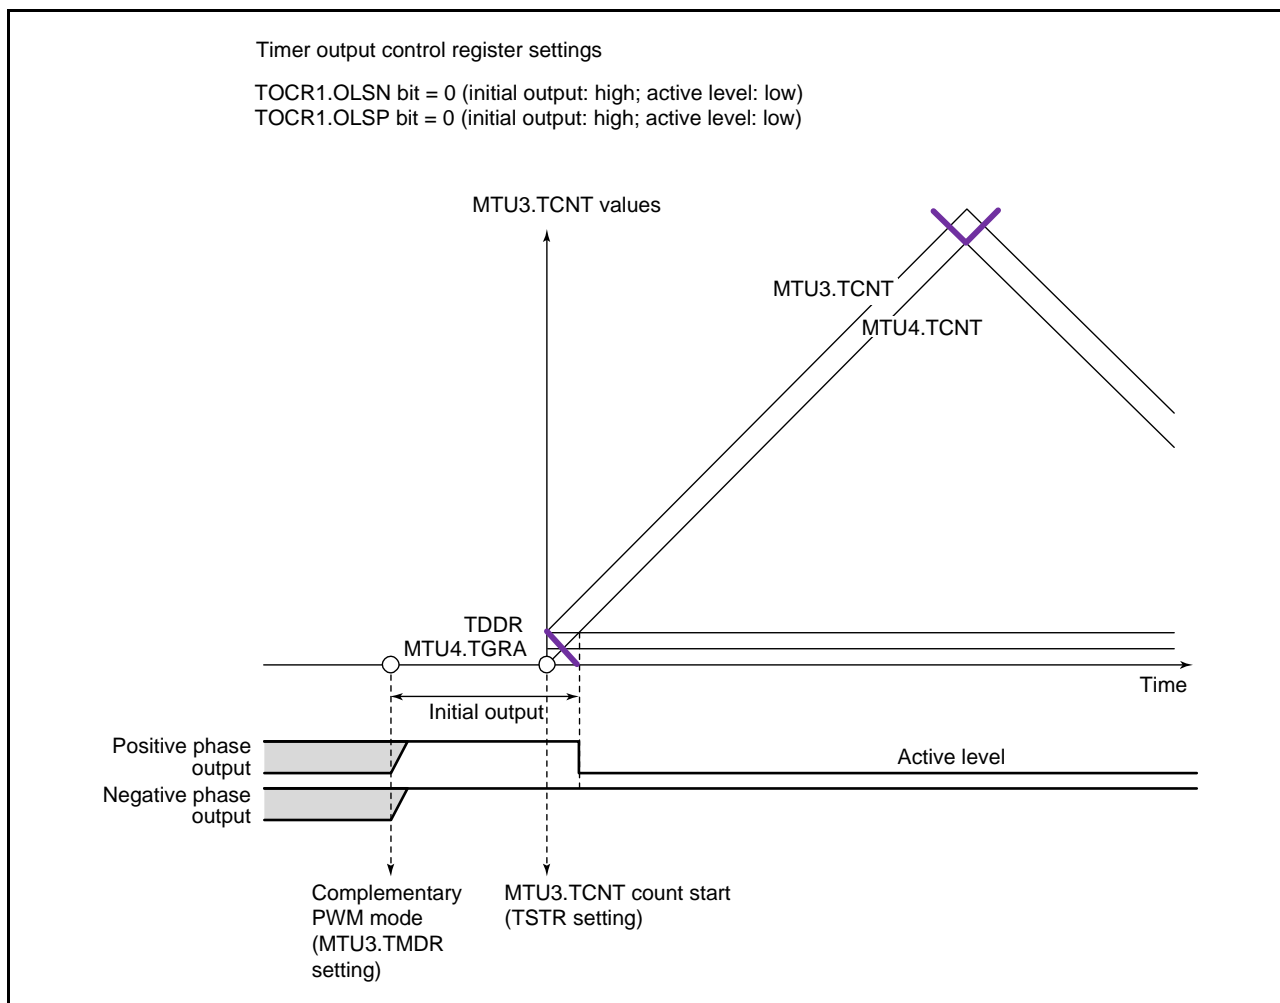 Timer output control register settings
TOCR1.OLSN bit = 0 (initial output: high; active level: low)
TOCR1.OLSP bit = 0 (initial output: high; active level: low)
MTU3.TCNT values
MTU3.TCNT
MTU4.TCNT
TDDR
MTU4.TGRA
Time
Initial output
Positive phase
output
Active level
Negative phase
output
Complementary
PWM mode
(MTU3.TMDR
setting)
MTU3.TCNT count start
(TSTR setting)